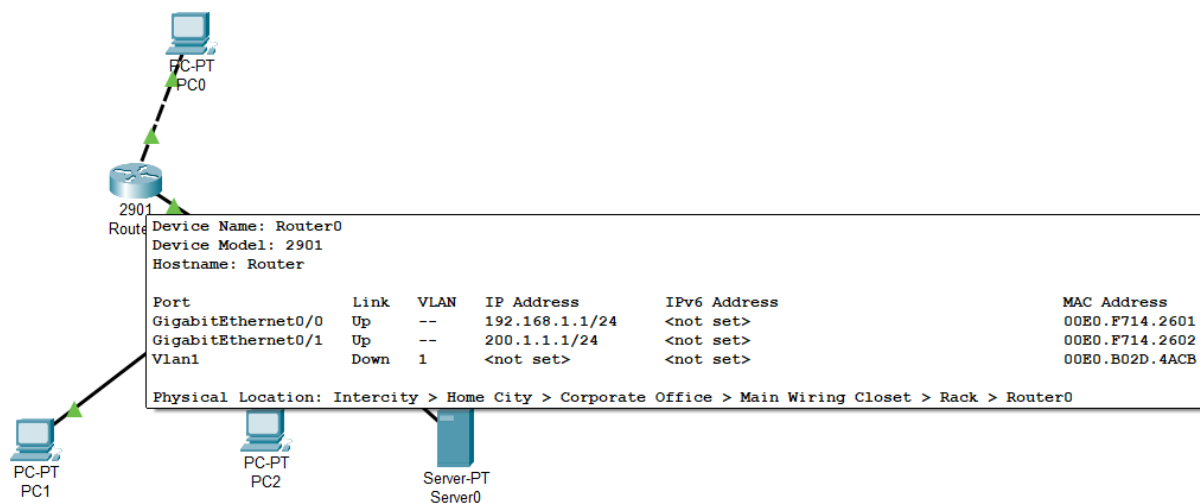 PC-PT
PC0
2901
Route
Device Name: Router0
Device Model: 2901
Hostname: Router
Port Link VLAN IP Address IPv6 Address MAC Address
GigabitEthernet0/0 Up -- 192.168.1.1/24 <not set> 00E0.F714.2601
GigabitEthernet0/1 Up -- 200.1.1.1/24 <not set> 00E0.F714.2602
Vlan1 Down 1 <not set> <not set> 00E0.B02D.4ACB
Physical Location: Intercity > Home City > Corporate Office > Main Wiring Closet > Rack > Router0
PC-PT
PC1
PC-PT
PC2
Server-PT
Server0